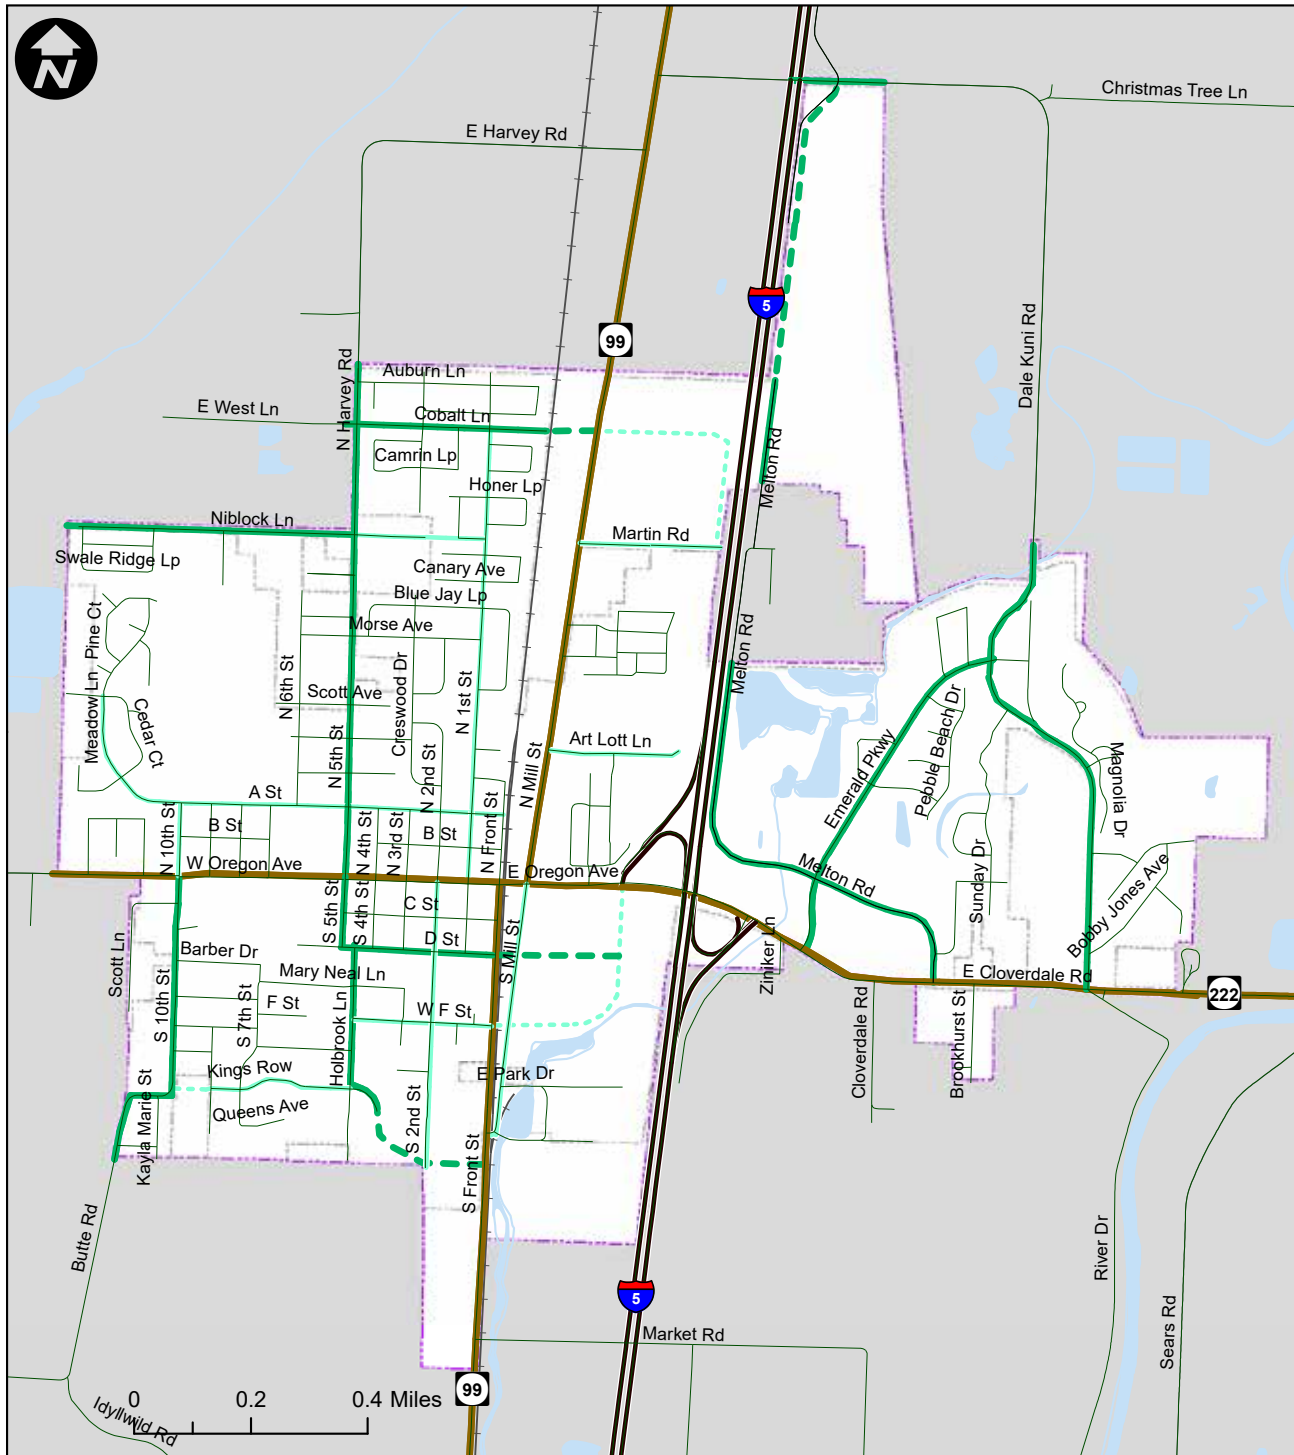 N
Christmas Tree Ln
E Harvey Rd
5
99
Dale Kuni Rd
N Harvey Rd
Auburn Ln
E West Ln
Cobalt Ln
Camrin Lp
Melton Rd
Honer Lp
Niblock Ln
Martin Rd
Swale Ridge Lp
Canary Ave
Blue Jay Lp
Pine Ct
Morse Ave
Melton Rd
N 6th St
Scott Ave
Creswood Dr
N 1st St
Meadow Ln
Cedar Ct
Pebble Beach Dr
N 5th St
Art Lott Ln
N 2nd St
N Mill St
Emerald Pkwy
Magnolia Dr
A St
N 10th St
B St
N 4th St
N 3rd St
B St
N Front St
W Oregon Ave
E Oregon Ave
Melton Rd
Sunday Dr
S 5th St
S 4th St
C St
Bobby Jones Ave
D St
S Mill St
Scott Ln
Barber Dr
Ziniker Ln
Mary Neal Ln
E Cloverdale Rd
222
S 10th St
S 7th St
F St
W F St
Holbrook Ln
Cloverdale Rd
Brookhurst St
Kings Row
E Park Dr
Kayla Marie St
Queens Ave
S 2nd St
S Front St
Butte Rd
River Dr
5
Market Rd
Sears Rd
99
0 0.2 0.4 Miles
Idyllwild Rd